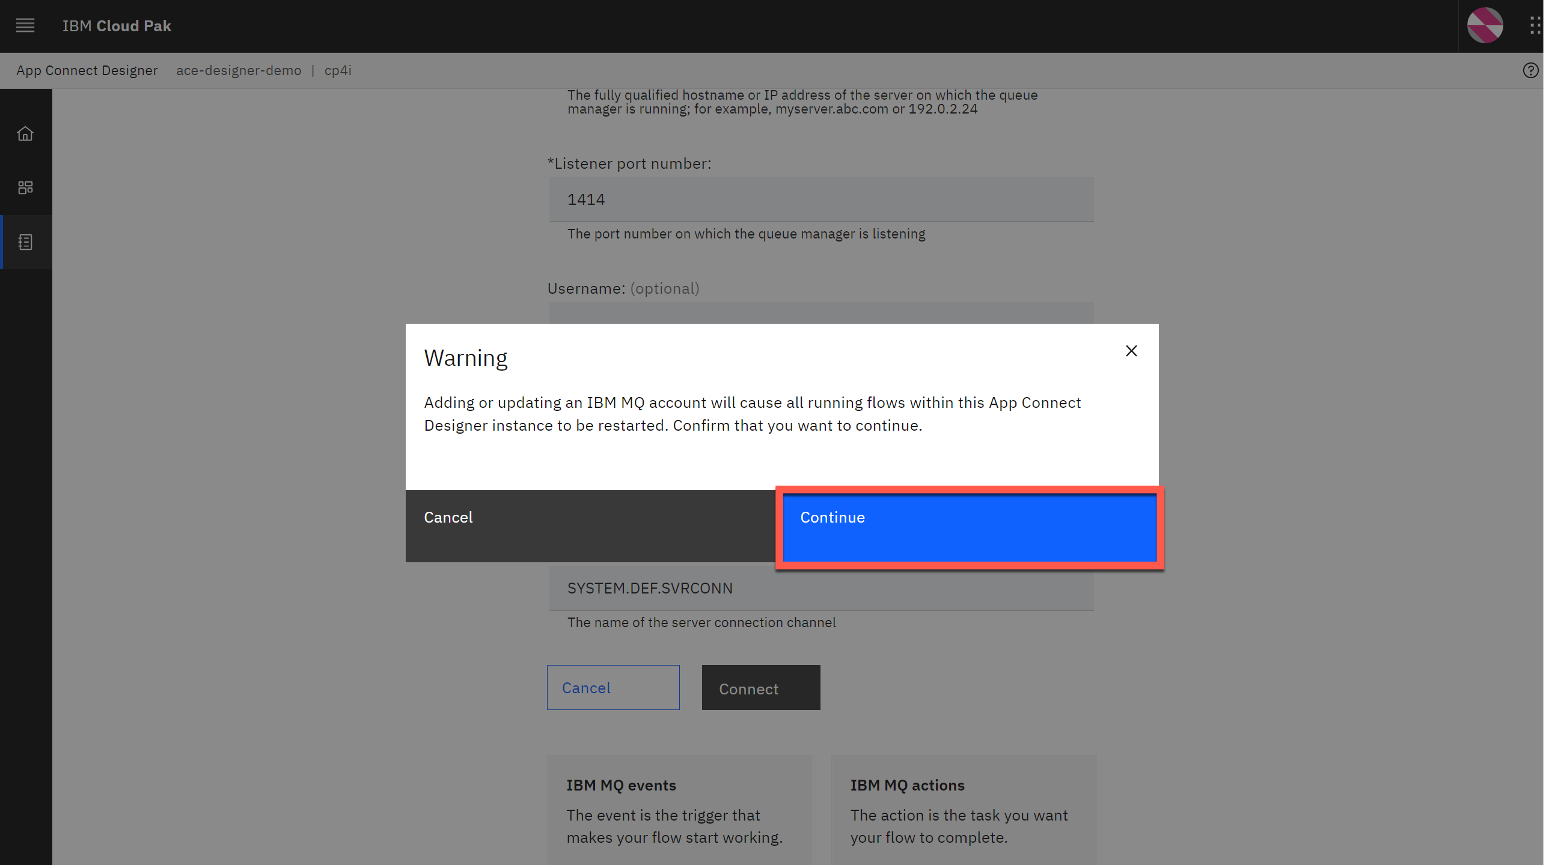 IBM Cloud Pak
App Connect Designer ace-designer-demo | cp4i
The fully qualified hostname or IP address of the server on which the queue
manager is running; for example, myserver.abc.com or 192.0.2.24
*Listener port number:
1414
The port number on which the queue manager is listening
Username: (optional)
Warning
Adding or updating an IBM MQ account will cause all running flows within this App Connect
Designer instance to be restarted. Confirm that you want to continue.
Cancel
Continue
SYSTEM.DEF.SVRCONN
The name of the server connection channel
Cancel
Connect
IBM MQ events
The event is the trigger that
makes your flow start working.
IBM MQ actions
The action is the task you want
your flow to complete.